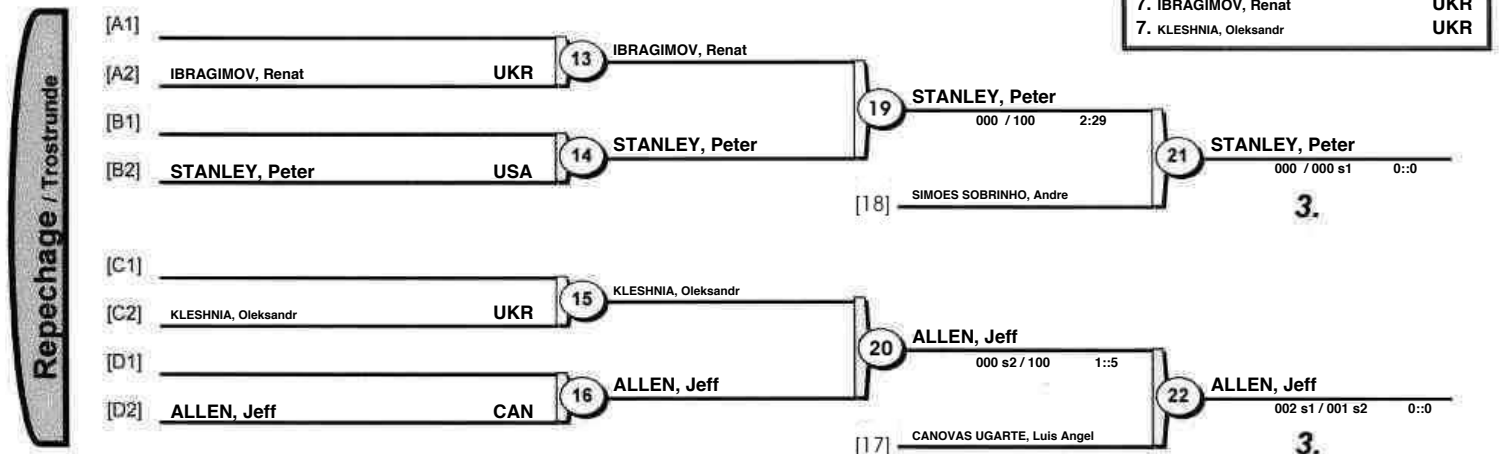 7. IBRAGIMOV, Renat UKR
7. KLESHNIA, Oleksandr UKR
Repechage / Trostrunde
[A1]
[A2] IBRAGIMOV, Renat UKR
13 IBRAGIMOV, Renat
[B1]
[B2] STANLEY, Peter USA
14 STANLEY, Peter
19 STANLEY, Peter
000 / 100 2:29
[18] SIMOES SOBRINHO, Andre
21 STANLEY, Peter
000 / 000 s1 0::0
3.
[C1]
[C2] KLESHNIA, Oleksandr UKR
15 KLESHNIA, Oleksandr
[D1]
[D2] ALLEN, Jeff CAN
16 ALLEN, Jeff
20 ALLEN, Jeff
000 s2 / 100 1::5
[17] CANOVAS UGARTE, Luis Angel
22 ALLEN, Jeff
002 s1 / 001 s2 0::0
3.